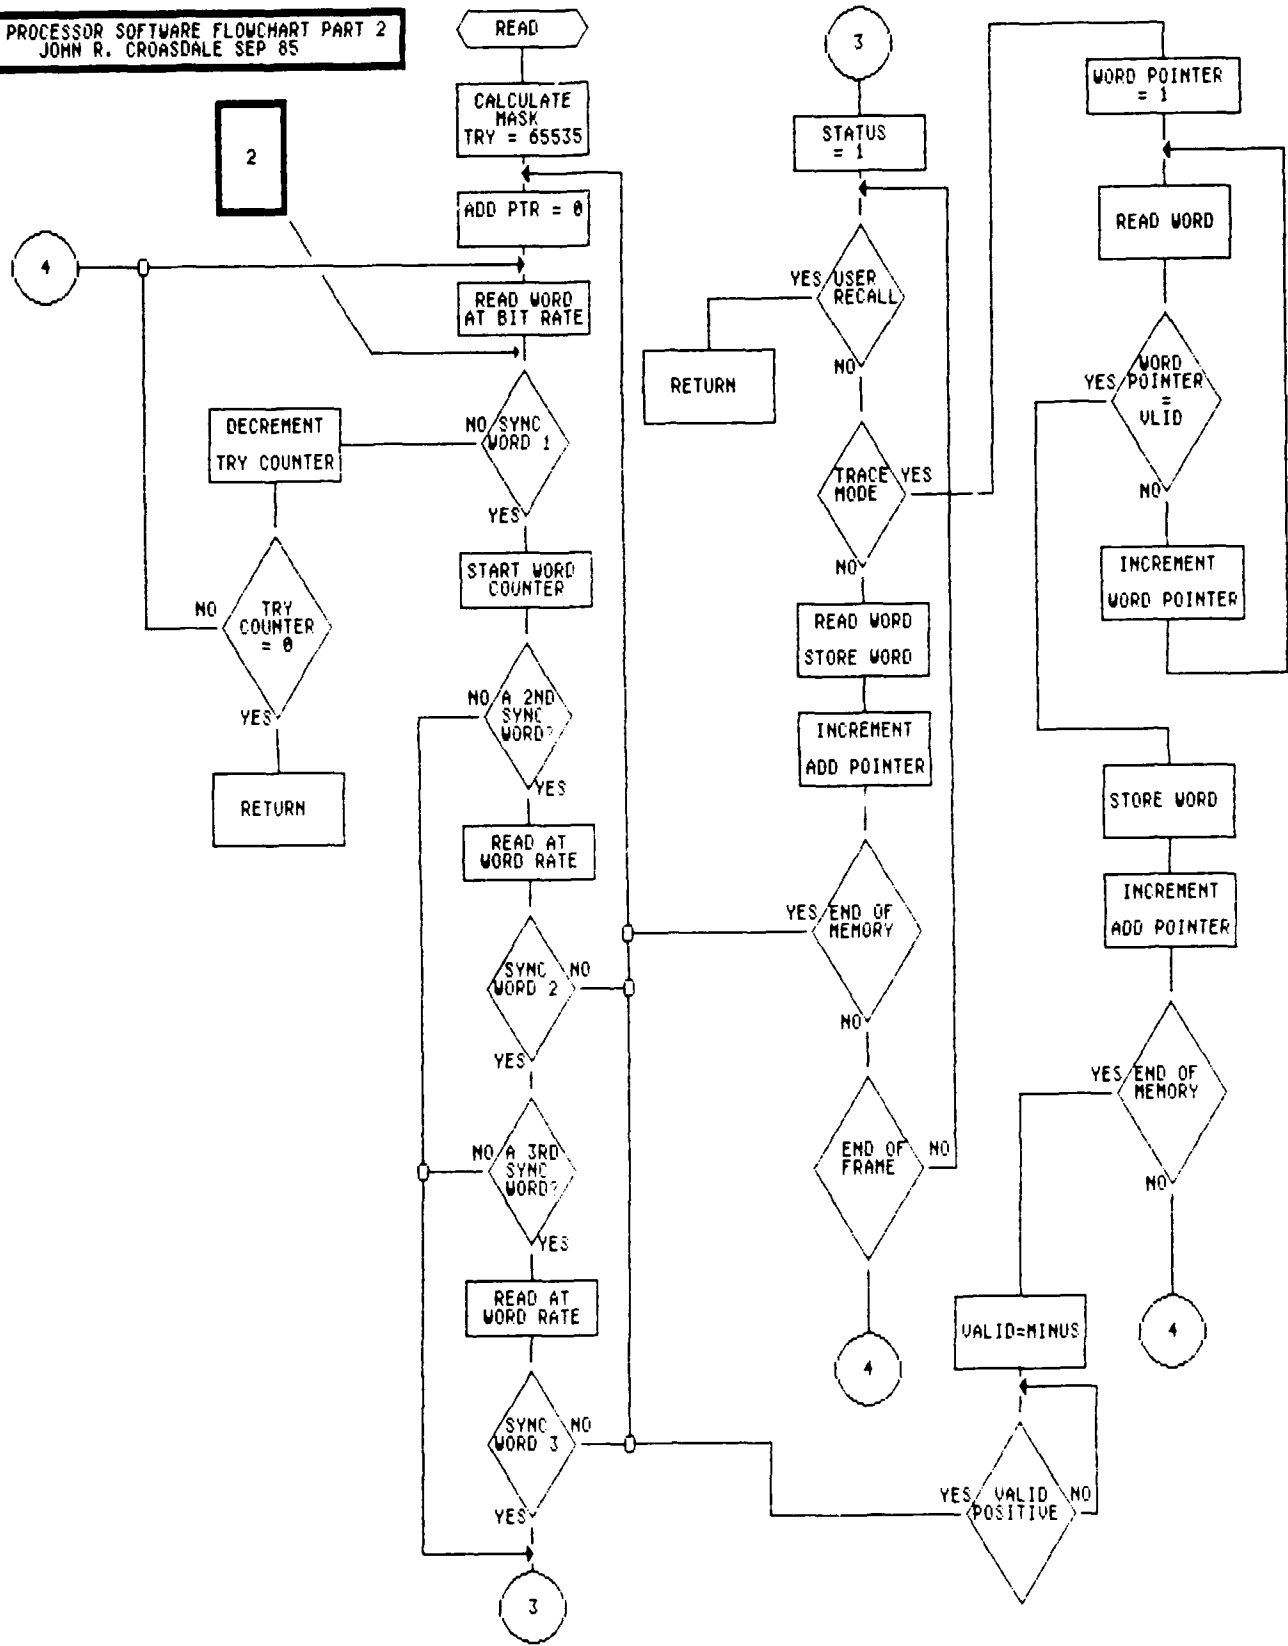 PROCESSOR SOFTWARE FLOWCHART PART 2
JOHN R. CROASDALE SEP 85
READ
CALCULATE
MASK
TRY = 65535
2
ADD PTR = 0
4
READ WORD
AT BIT RATE
NO
SYNC
WORD 1
YES
DECREMENT
TRY COUNTER
NO
TRY
COUNTER
= 0
YES
RETURN
START WORD
COUNTER
NO
A 2ND
SYNC
WORD?
YES
READ AT
WORD RATE
SYNC
WORD 2
NO
YES
NO
A 3RD
SYNC
WORD?
YES
READ AT
WORD RATE
SYNC
WORD 3
NO
YES
3
3
STATUS
= 1
YES
USER
RECALL
NO
RETURN
TRACE
MODE
YES
NO
READ WORD
STORE WORD
INCREMENT
ADD POINTER
YES
END OF
MEMORY
NO
END OF
FRAME
NO
4
WORD POINTER
= 1
READ WORD
YES
WORD
POINTER
=
VLID
NO
INCREMENT
WORD POINTER
STORE WORD
INCREMENT
ADD POINTER
YES
END OF
MEMORY
NO
4
VALID=MINUS
YES
VALID
POSITIVE
NO